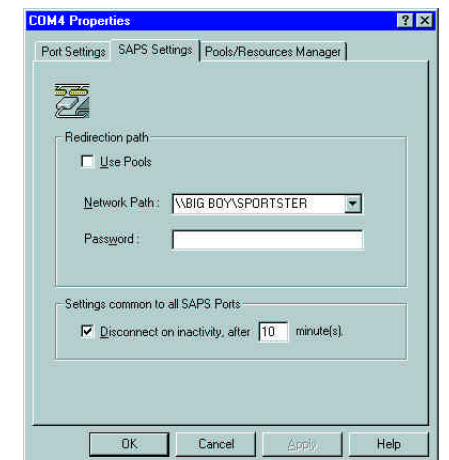 COM4 Properties
Port Settings SAPS Settings Pools/Resources Manager
Redirection path
Use Pools
Network Path : \\BIG BOY\SPORTSTER
Password :
Settings common to all SAPS Ports
Disconnect on inactivity, after 10 minute(s).
OK Cancel Apply Help